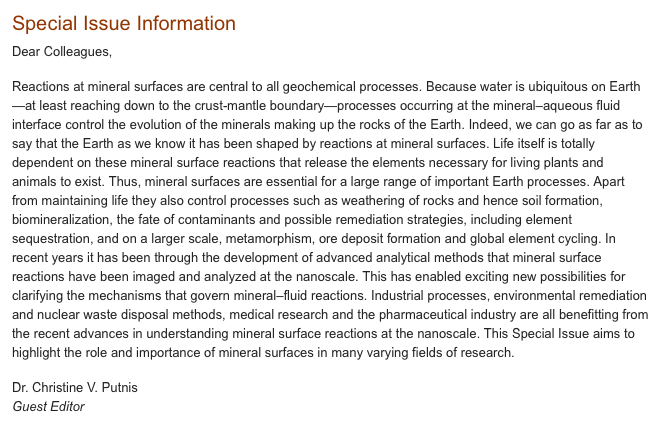 Special Issue Information
Dear Colleagues,
Reactions at mineral surfaces are central to all geochemical processes. Because water is ubiquitous on Earth
—at least reaching down to the crust-mantle boundary—processes occurring at the mineral–aqueous fluid
interface control the evolution of the minerals making up the rocks of the Earth. Indeed, we can go as far as to
say that the Earth as we know it has been shaped by reactions at mineral surfaces. Life itself is totally
dependent on these mineral surface reactions that release the elements necessary for living plants and
animals to exist. Thus, mineral surfaces are essential for a large range of important Earth processes. Apart
from maintaining life they also control processes such as weathering of rocks and hence soil formation,
biomineralization, the fate of contaminants and possible remediation strategies, including element
sequestration, and on a larger scale, metamorphism, ore deposit formation and global element cycling. In
recent years it has been through the development of advanced analytical methods that mineral surface
reactions have been imaged and analyzed at the nanoscale. This has enabled exciting new possibilities for
clarifying the mechanisms that govern mineral–fluid reactions. Industrial processes, environmental remediation
and nuclear waste disposal methods, medical research and the pharmaceutical industry are all benefitting from
the recent advances in understanding mineral surface reactions at the nanoscale. This Special Issue aims to
highlight the role and importance of mineral surfaces in many varying fields of research.
Dr. Christine V. Putnis
Guest Editor